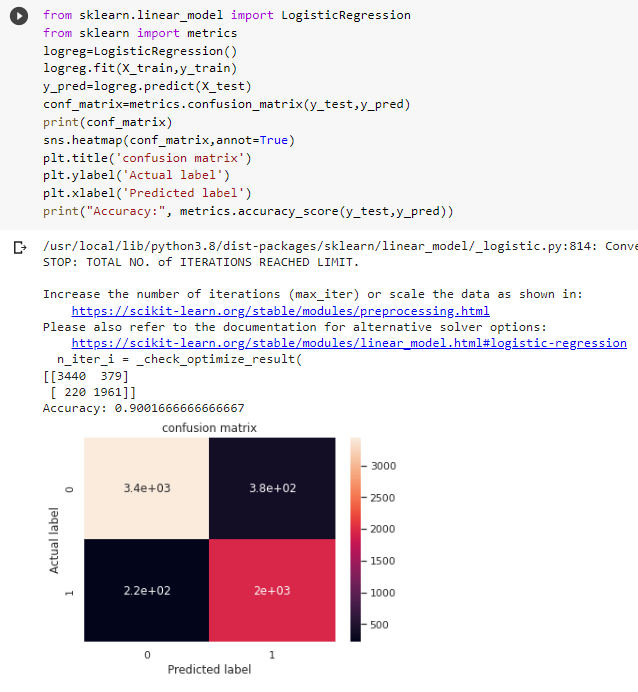 from sklearn.linear_model import LogisticRegression
from sklearn import metrics
logreg=LogisticRegression()
logreg.fit(X_train,y_train)
y_pred=logreg.predict(X_test)
conf_matrix=metrics.confusion_matrix(y_test,y_pred)
print(conf_matrix)
sns.heatmap(conf_matrix,annot=True)
plt.title('confusion matrix')
plt.ylabel('Actual label')
plt.xlabel('Predicted label')
print("Accuracy:", metrics.accuracy_score(y_test,y_pred))
/usr/local/lib/python3.8/dist-packages/sklearn/linear_model/_logistic.py:814: Conve
STOP: TOTAL NO. of ITERATIONS REACHED LIMIT.
Increase the number of iterations (max_iter) or scale the data as shown in:
https://scikit-learn.org/stable/modules/preprocessing.html
Please also refer to the documentation for alternative solver options:
https://scikit-learn.org/stable/modules/linear_model.html#logistic-regression
n_iter_i = _check_optimize_result(
[[3440 379]
[ 220 1961]]
Accuracy: 0.9001666666666667
confusion matrix
3.4e+03 3.8e+02
2.2e+02 2e+03
0
1
Actual label
0 1
Predicted label
3000
2500
2000
1500
1000
500